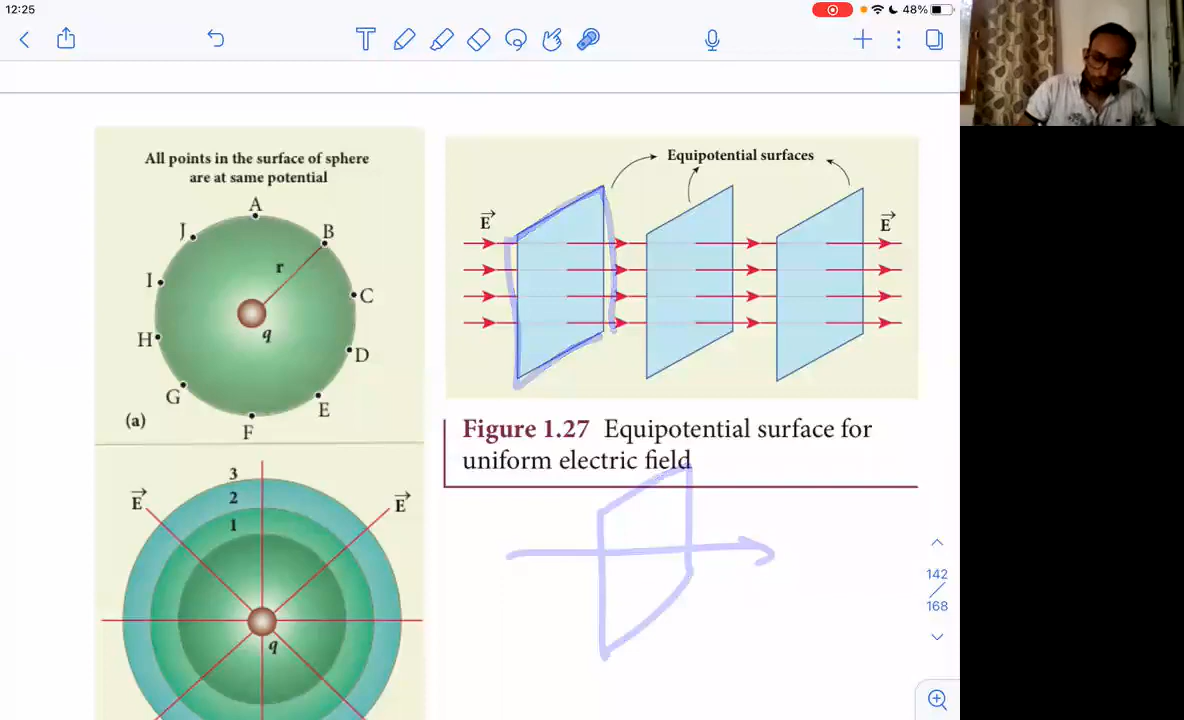 12:25
48%
All points in the surface of sphere
are at same potential
A
J
B
r
I
C
q
H
D
G
E
(a)
F
3
E
2
E
1
q
Equipotential surfaces
E
E
Figure 1.27 Equipotential surface for
uniform electric field
142
168